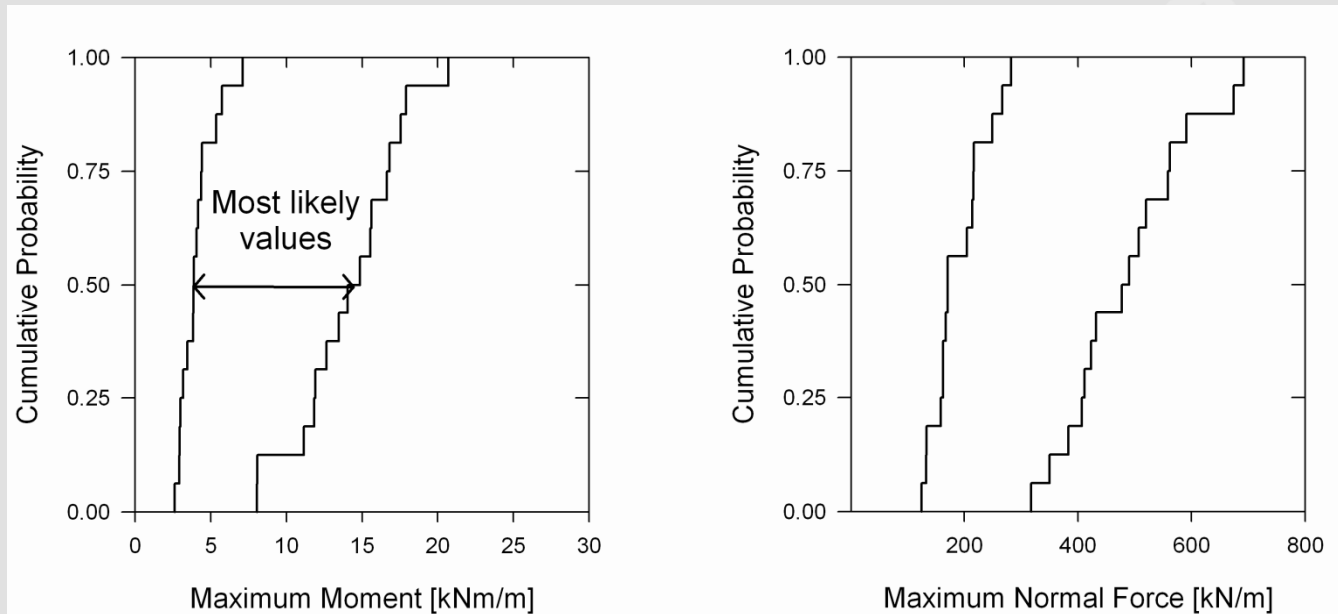 1.00
0.75
0.50
0.25
0.00
Cumulative Probability
Most likely
values
0 5 10 15 20 25 30
Maximum Moment [kNm/m]
1.00
0.75
0.50
0.25
0.00
Cumulative Probability
200 400 600 800
Maximum Normal Force [kN/m]